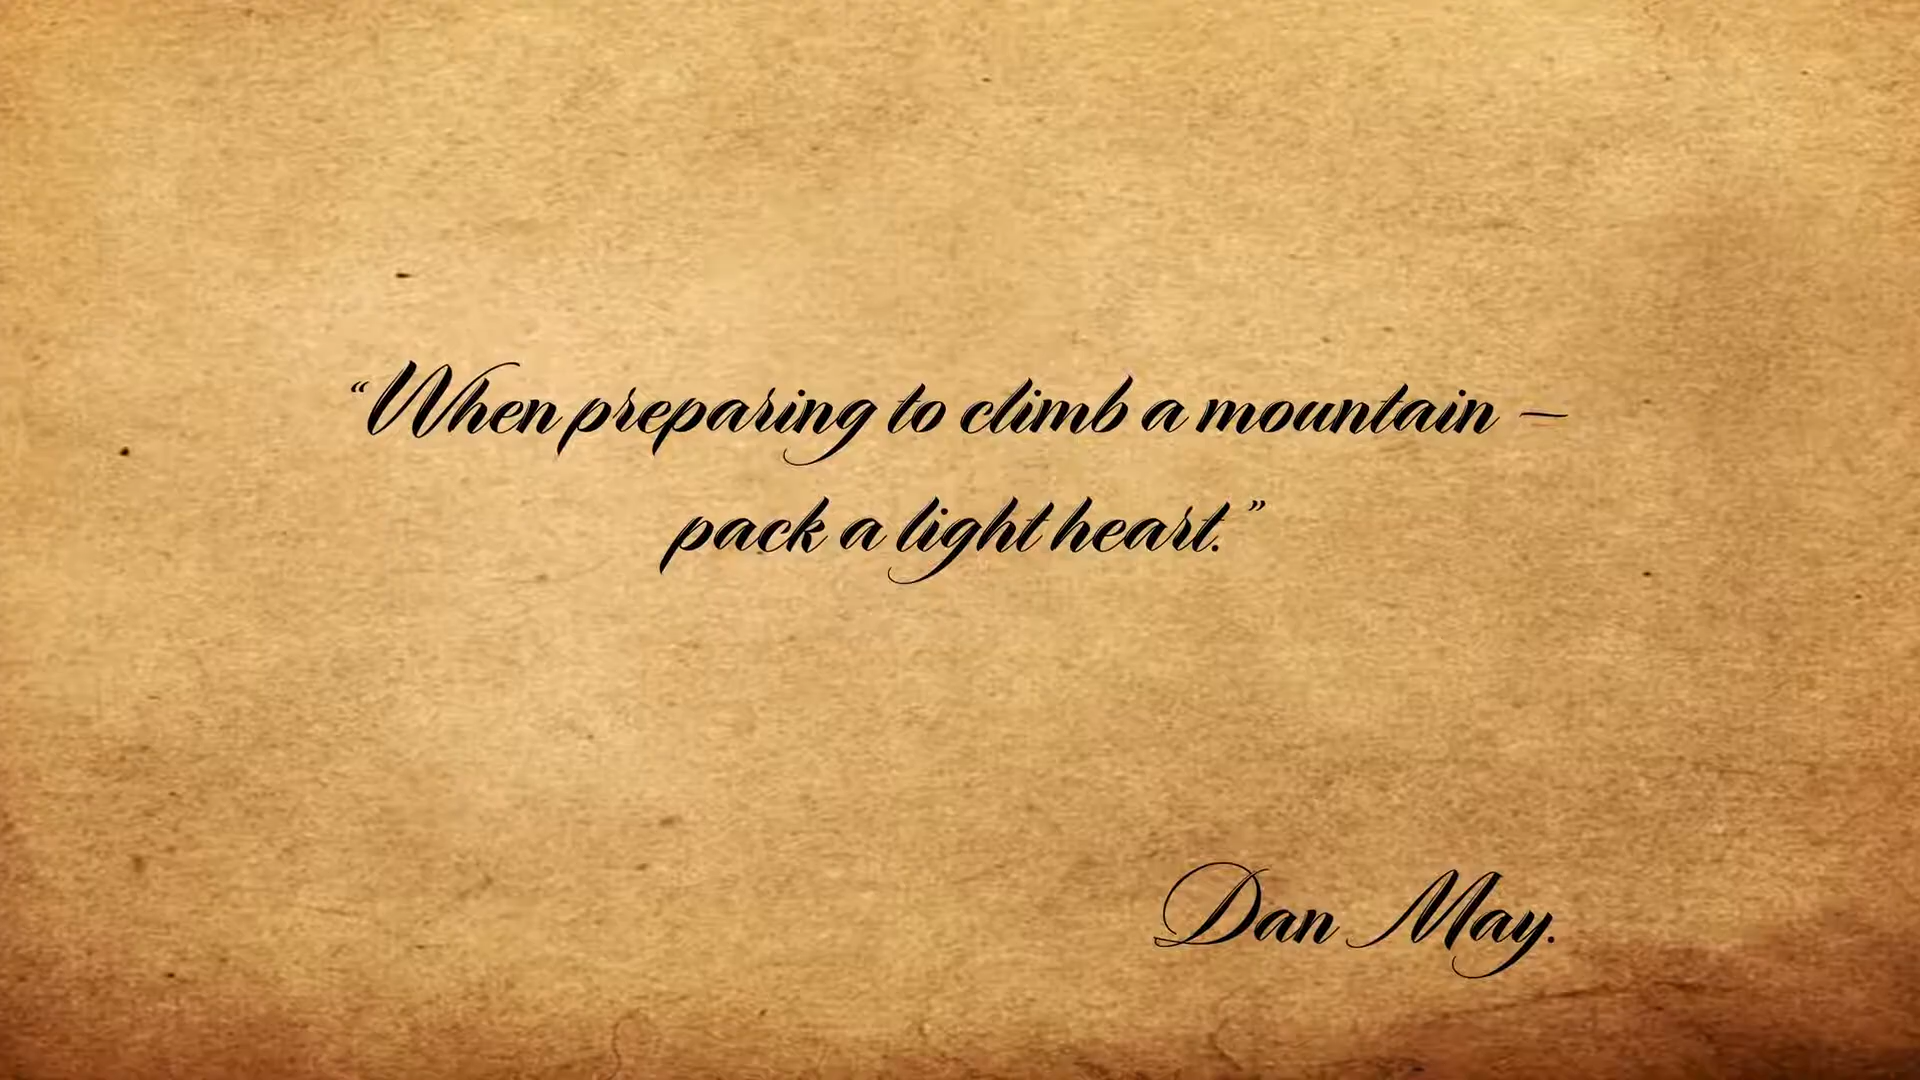 “When preparing to climb a mountain –
pack a light heart.”
Dan May.